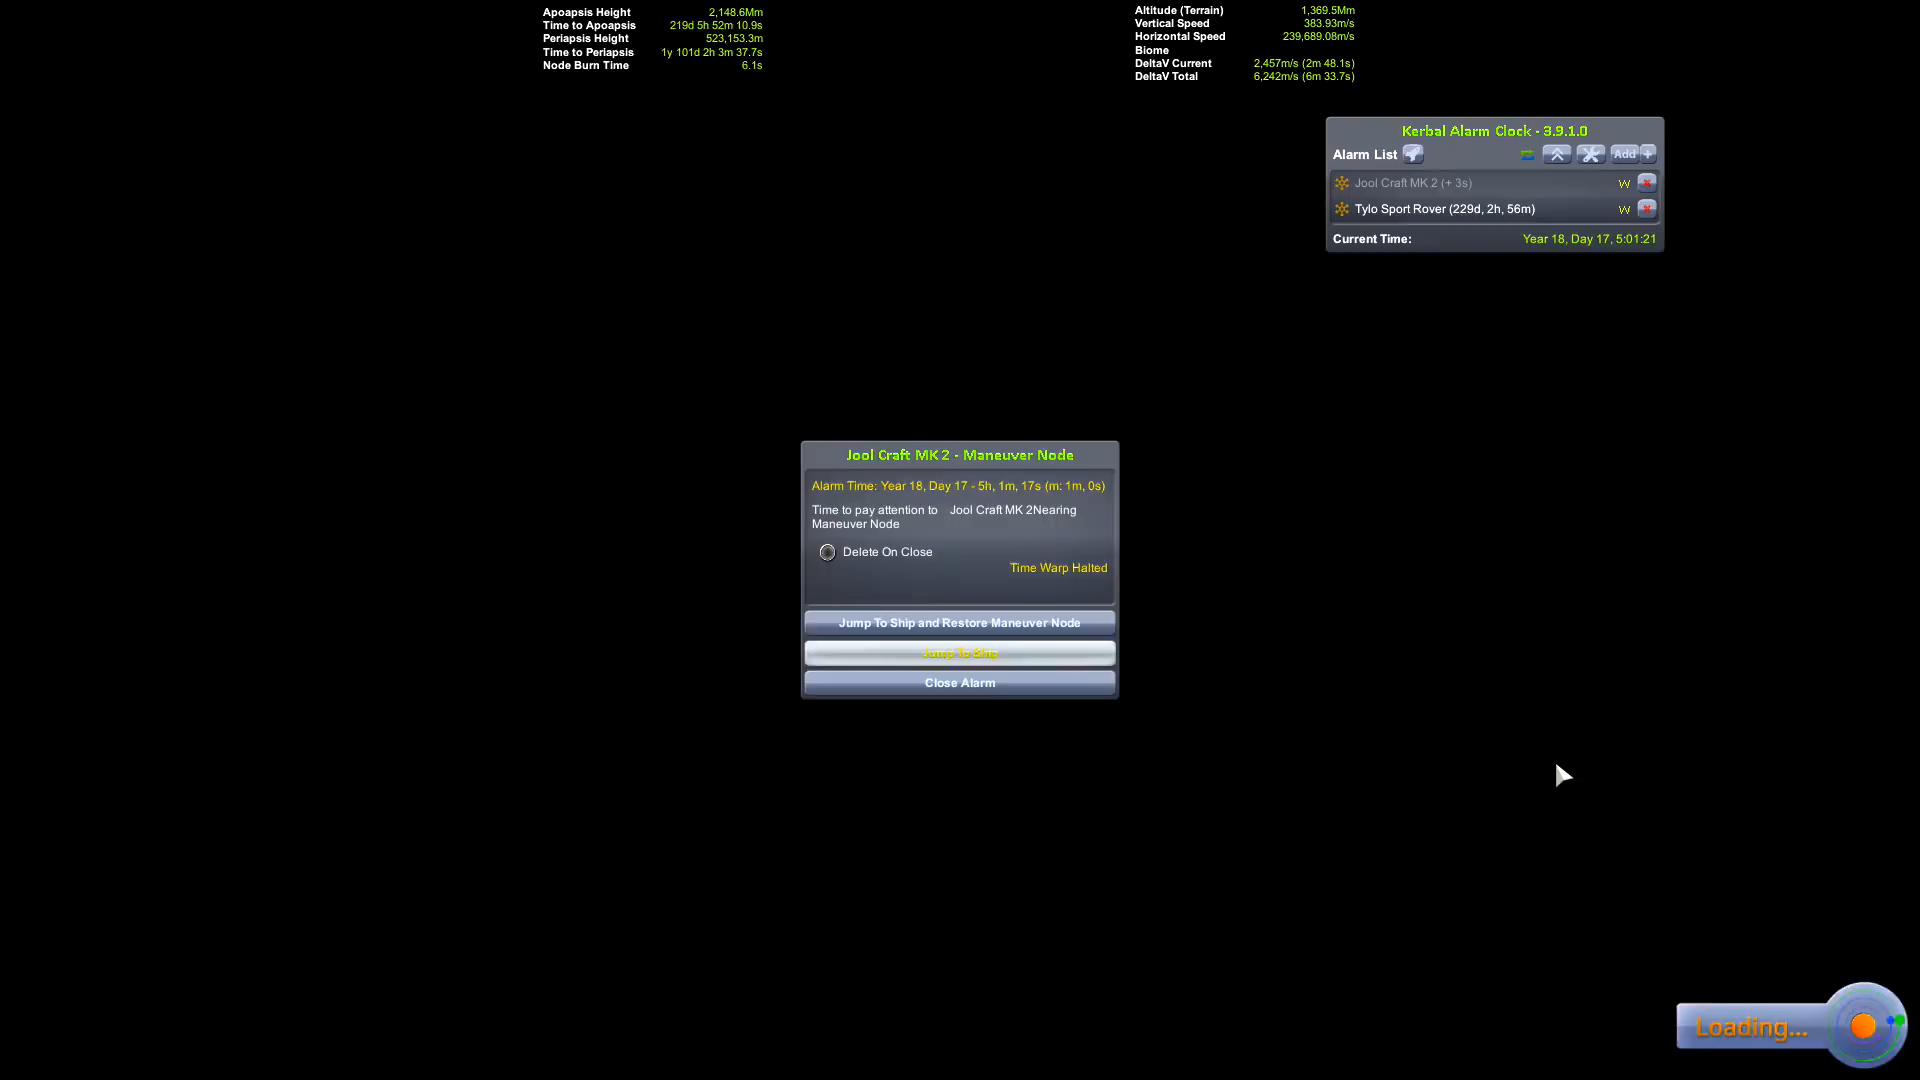 Apoapsis Height 2,148.6Mm
Time to Apoapsis 219d 5h 52m 10.9s
Periapsis Height 523,153.3m
Time to Periapsis 1y 101d 2h 3m 37.7s
Node Burn Time 6.1s
Altitude (Terrain) 1,369.5Mm
Vertical Speed 383.93m/s
Horizontal Speed 239,689.08m/s
Biome
DeltaV Current 2,457m/s (2m 48.1s)
DeltaV Total 6,242m/s (6m 33.7s)
Kerbal Alarm Clock - 3.9.1.0
Alarm List Add +
Jool Craft MK 2 (+ 3s) W
Tylo Sport Rover (229d, 2h, 56m) W
Current Time: Year 18, Day 17, 5:01:21
Jool Craft MK 2 - Maneuver Node
Alarm Time: Year 18, Day 17 - 5h, 1m, 17s (m: 1m, 0s)
Time to pay attention to Jool Craft MK 2Nearing
Maneuver Node
Delete On Close
Time Warp Halted
Jump To Ship and Restore Maneuver Node
Jump To Ship
Close Alarm
Loading...